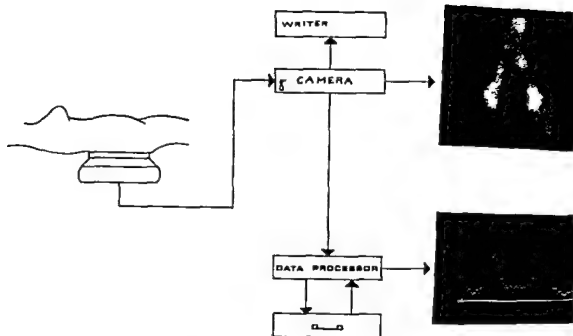 WRITER
γ CAMERA
DATA PROCESSOR